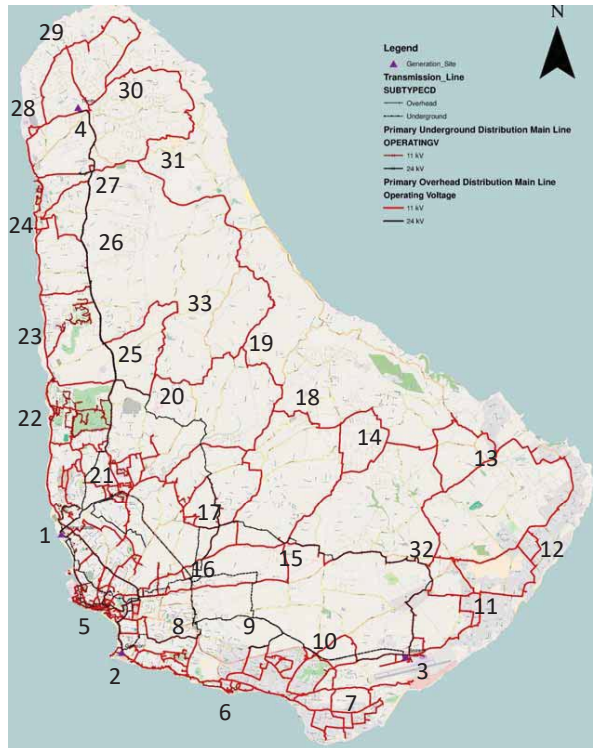 N
Legend
Generation_Site
Transmission_Line
SUBTYPECD
Overhead
Underground
Primary Underground Distribution Main Line
OPERATINGV
11 kV
24 kV
Primary Overhead Distribution Main Line
Operating Voltage
11 kV
24 kV
29
30
28
4
31
27
24
26
33
23
19
25
20
18
22
14
13
21
17
1
15
32
12
16
11
5
8
9
10
2
3
6
7